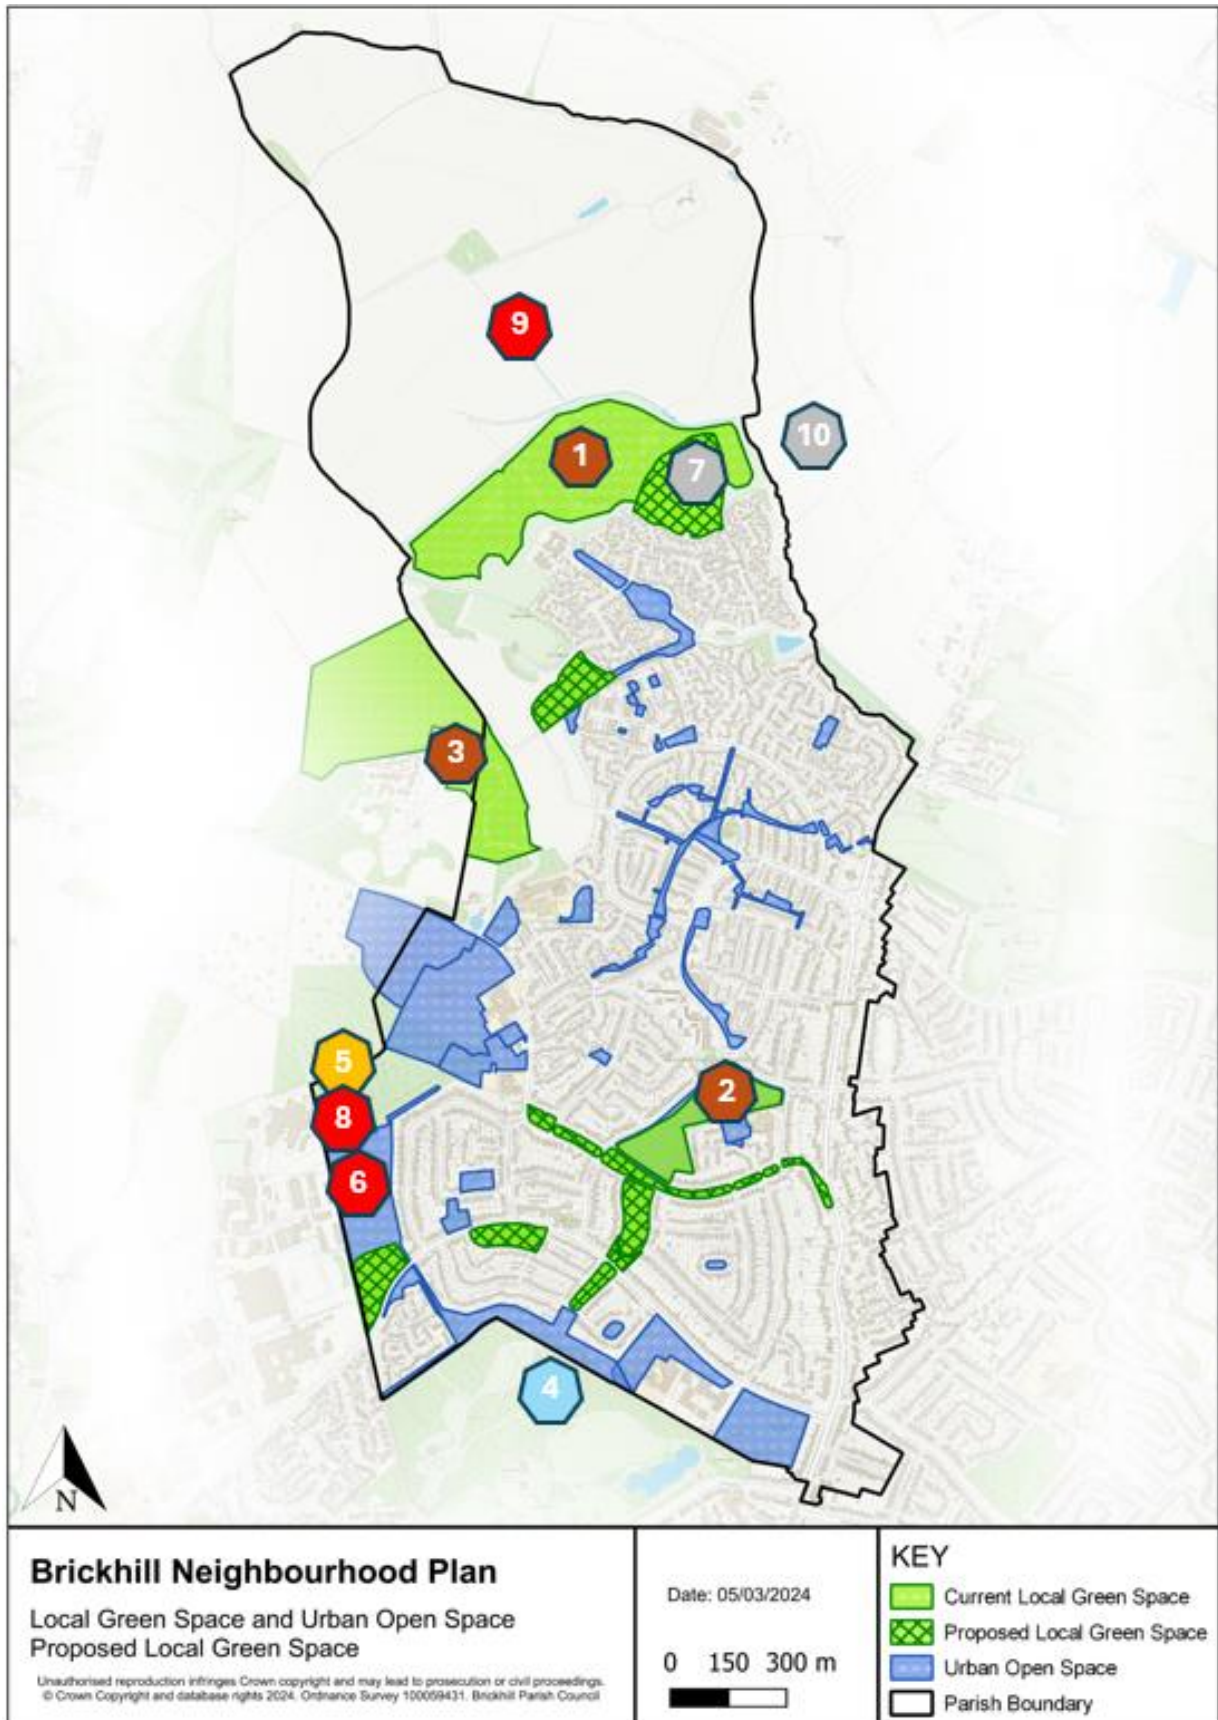 9
10
1
7
3
5
8
2
6
4
N
Brickhill Neighbourhood Plan
Local Green Space and Urban Open Space
Proposed Local Green Space
Unauthorised reproduction infringes Crown copyright and may lead to prosecution or civil proceedings.
© Crown Copyright and database rights 2024. Ordnance Survey 100059431. Brickhill Parish Council
Date: 05/03/2024
0 150 300 m
KEY
Current Local Green Space
Proposed Local Green Space
Urban Open Space
Parish Boundary